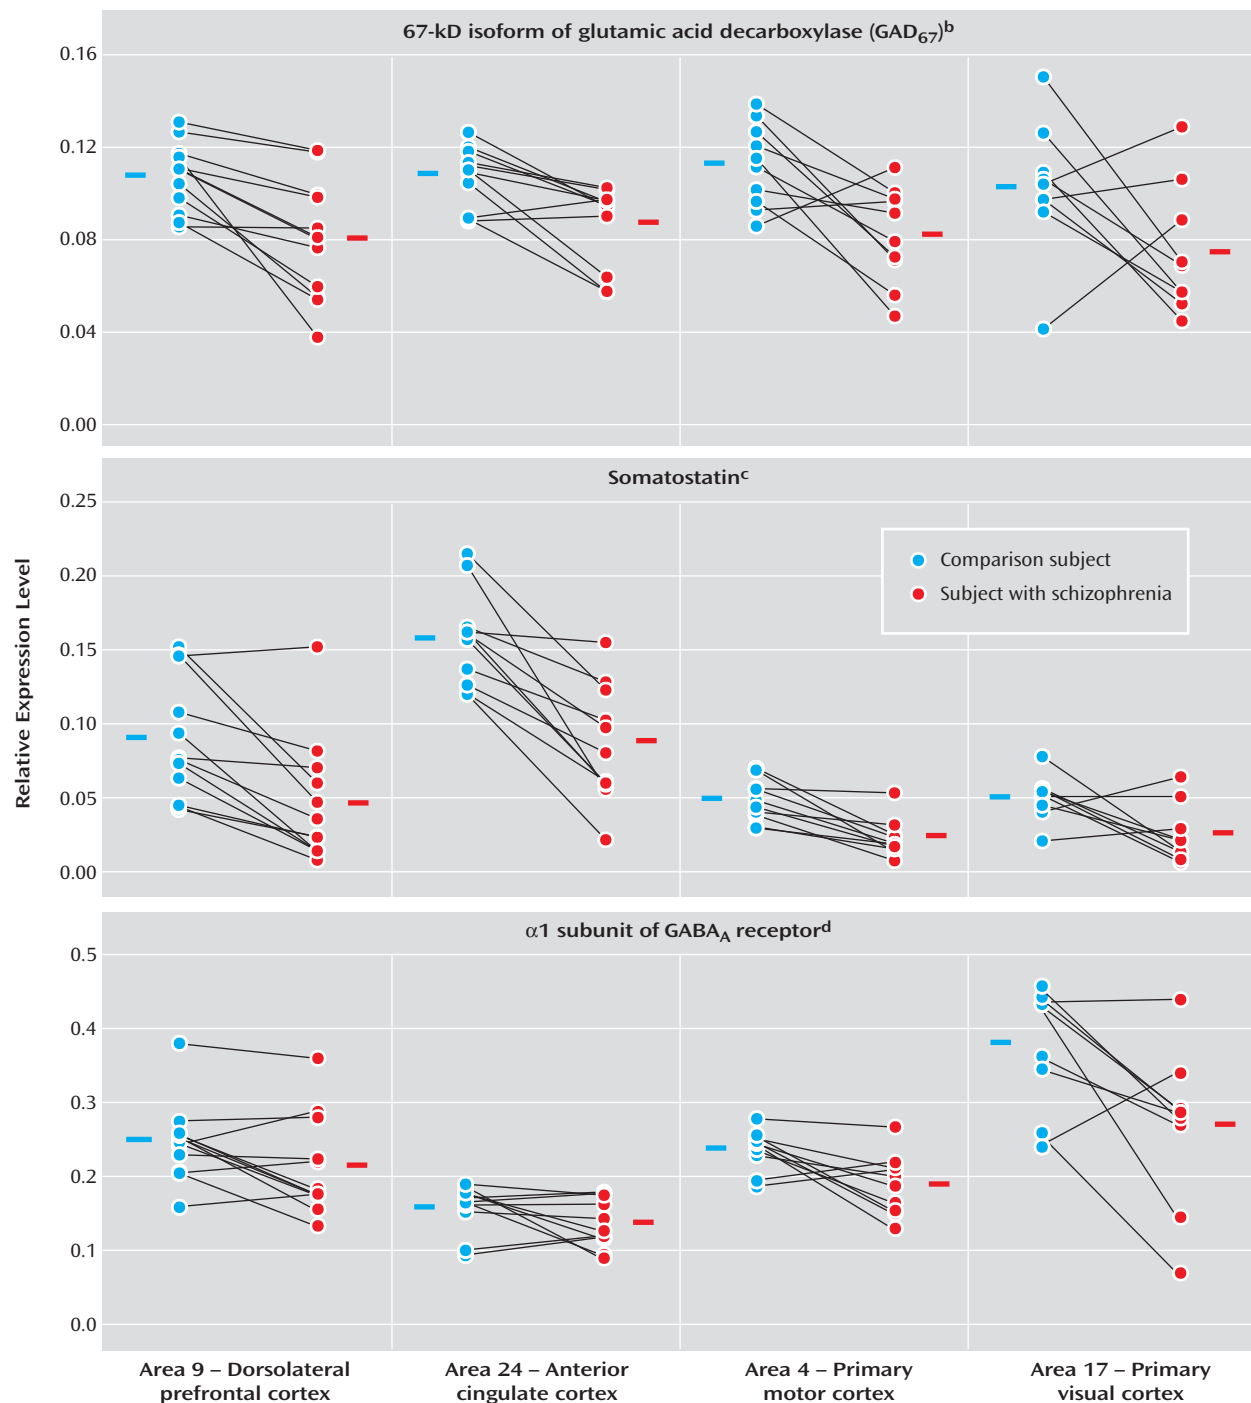 67-kD isoform of glutamic acid decarboxylase (GAD67)b
0.16
0.12
0.08
0.04
0.00
Somatostatinc
0.25
0.20
0.15
0.10
0.05
0.00
Comparison subject
Subject with schizophrenia
Relative Expression Level
α1 subunit of GABAA receptord
0.5
0.4
0.3
0.2
0.1
0.0
Area 9 – Dorsolateral
prefrontal cortex
Area 24 – Anterior
cingulate cortex
Area 4 – Primary
motor cortex
Area 17 – Primary
visual cortex